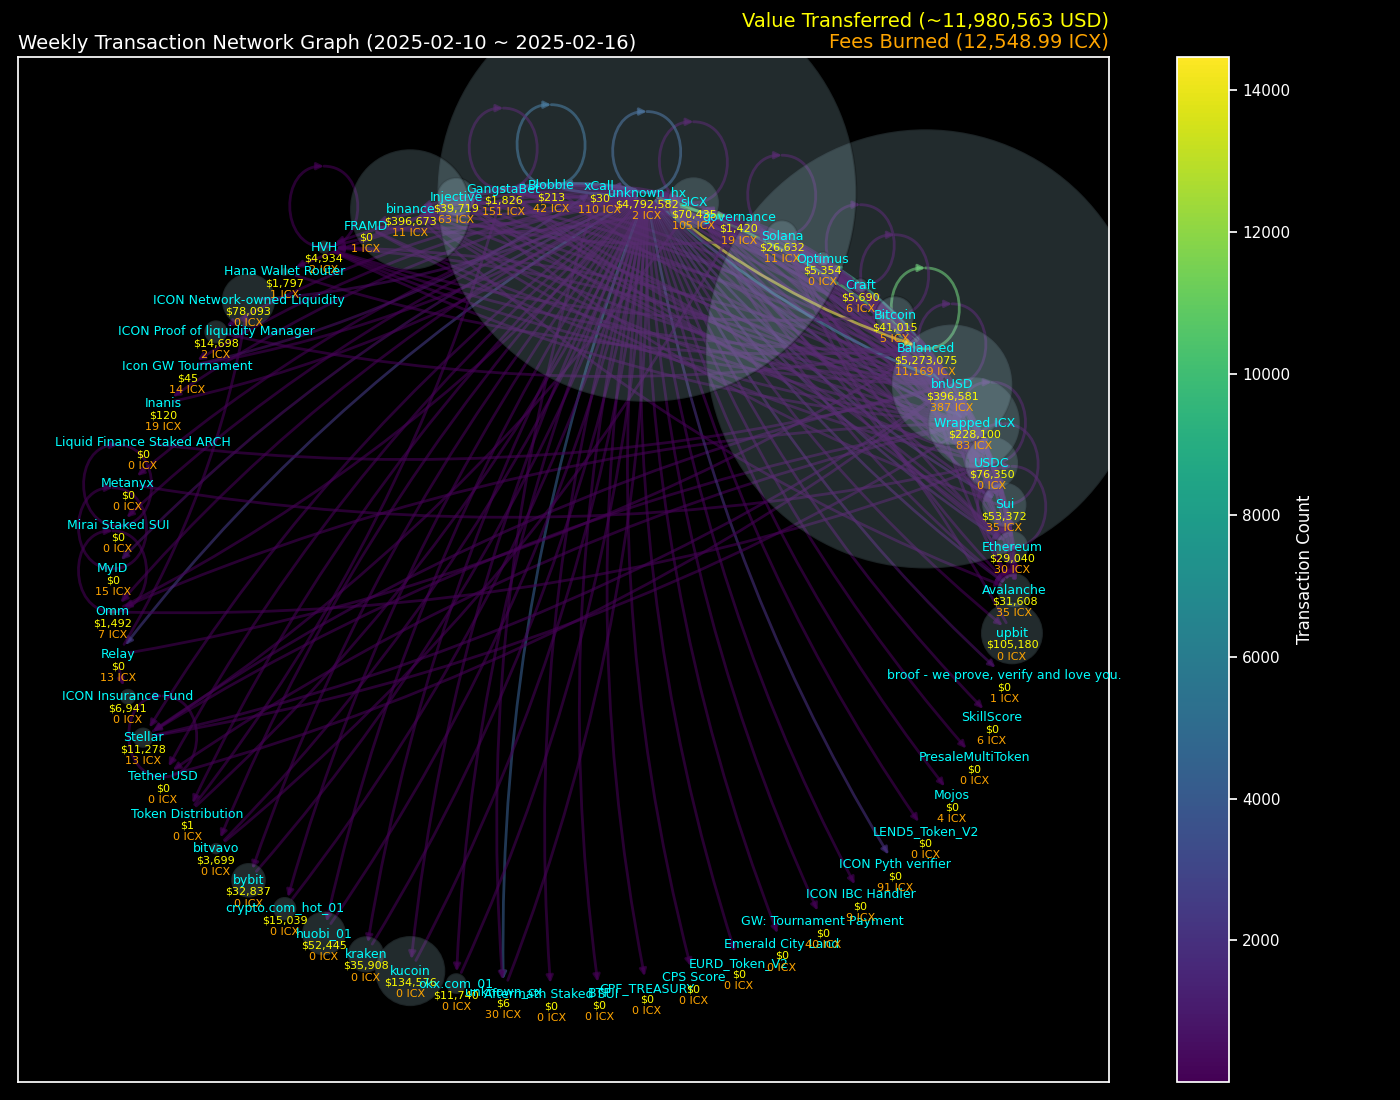 Value Transferred (~11,980,563 USD)
Weekly Transaction Network Graph (2025-02-10 ~ 2025-02-16)
Fees Burned (12,548.99 ICX)
GangstaBet
$1,826
151 ICX
Blobble
$213
42 ICX
xCall
$30
110 ICX
unknown_hx
$4,792,582
2 ICX
sICX
$70,435
105 ICX
governance
$1,420
19 ICX
Injective
$39,719
63 ICX
binance
$396,673
11 ICX
FRAMD
$0
1 ICX
HVH
$4,934
2 ICX
Hana Wallet Router
$1,797
1 ICX
ICON Network-owned Liquidity
$78,093
0 ICX
ICON Proof of liquidity Manager
$14,698
2 ICX
Icon GW Tournament
$45
14 ICX
Inanis
$120
19 ICX
Liquid Finance Staked ARCH
$0
0 ICX
Metanyx
$0
0 ICX
Mirai Staked SUI
$0
0 ICX
MyID
$0
15 ICX
Omm
$1,492
7 ICX
Relay
$0
13 ICX
ICON Insurance Fund
$6,941
0 ICX
Stellar
$11,278
13 ICX
Tether USD
$0
0 ICX
Token Distribution
$1
0 ICX
bitvavo
$3,699
0 ICX
bybit
$32,837
0 ICX
crypto.com_hot_01
$15,039
0 ICX
huobi_01
$52,445
0 ICX
kraken
$35,908
0 ICX
kucoin
$134,576
0 ICX
okx.com_01
$11,740
0 ICX
unknown_cx
$6
30 ICX
Aftermath Staked SUI
$0
0 ICX
BTP
$0
0 ICX
CPF_TREASURY
$0
0 ICX
CPS Score
$0
0 ICX
EURD_Token_V2
$0
0 ICX
Emerald City Land
$0
0 ICX
GW: Tournament Payment
$0
40 ICX
ICON IBC Handler
$0
9 ICX
ICON Pyth verifier
$0
91 ICX
LEND5_Token_V2
$0
0 ICX
Mojos
$0
4 ICX
PresaleMultiToken
$0
0 ICX
SkillScore
$0
6 ICX
broof - we prove, verify and love you.
$0
1 ICX
upbit
$105,180
0 ICX
Avalanche
$31,608
35 ICX
Ethereum
$29,040
30 ICX
Sui
$53,372
35 ICX
USDC
$76,350
0 ICX
Wrapped ICX
$228,100
83 ICX
bnUSD
$396,581
387 ICX
Balanced
$5,273,075
11,169 ICX
Bitcoin
$41,015
5 ICX
Craft
$5,690
6 ICX
Optimus
$5,354
0 ICX
Solana
$26,632
11 ICX
14000
12000
10000
8000
6000
4000
2000
Transaction Count